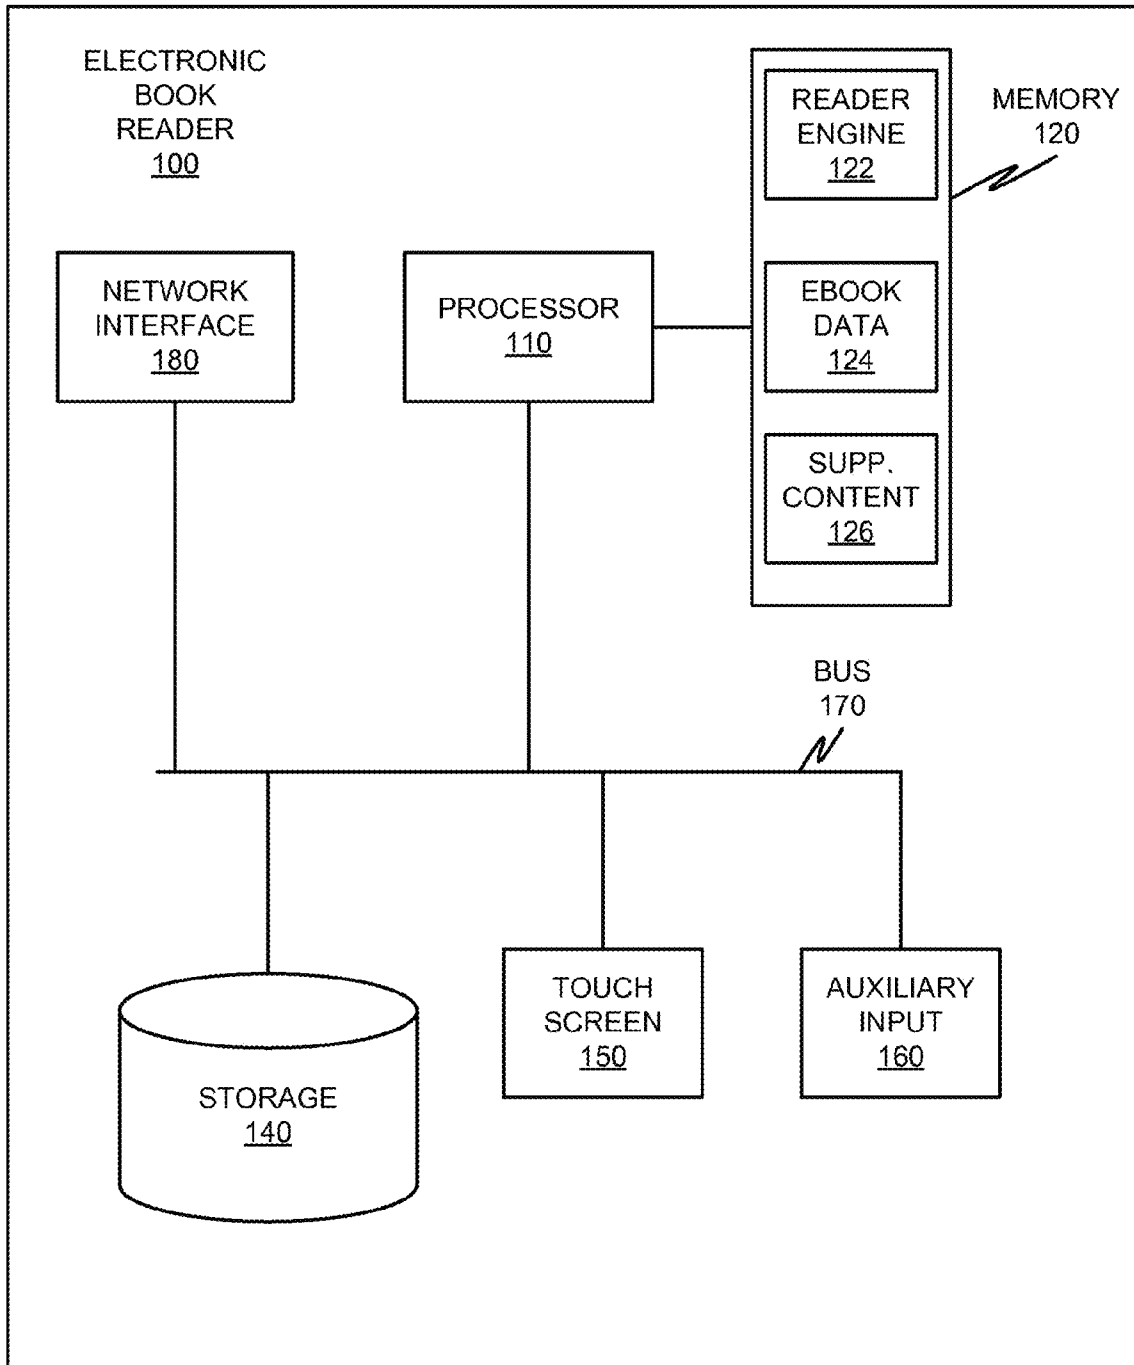 ELECTRONIC
BOOK
READER
100
READER
ENGINE
122
MEMORY
120
NETWORK
INTERFACE
180
PROCESSOR
110
EBOOK
DATA
124
SUPP.
CONTENT
126
BUS
170
STORAGE
140
TOUCH
SCREEN
150
AUXILIARY
INPUT
160